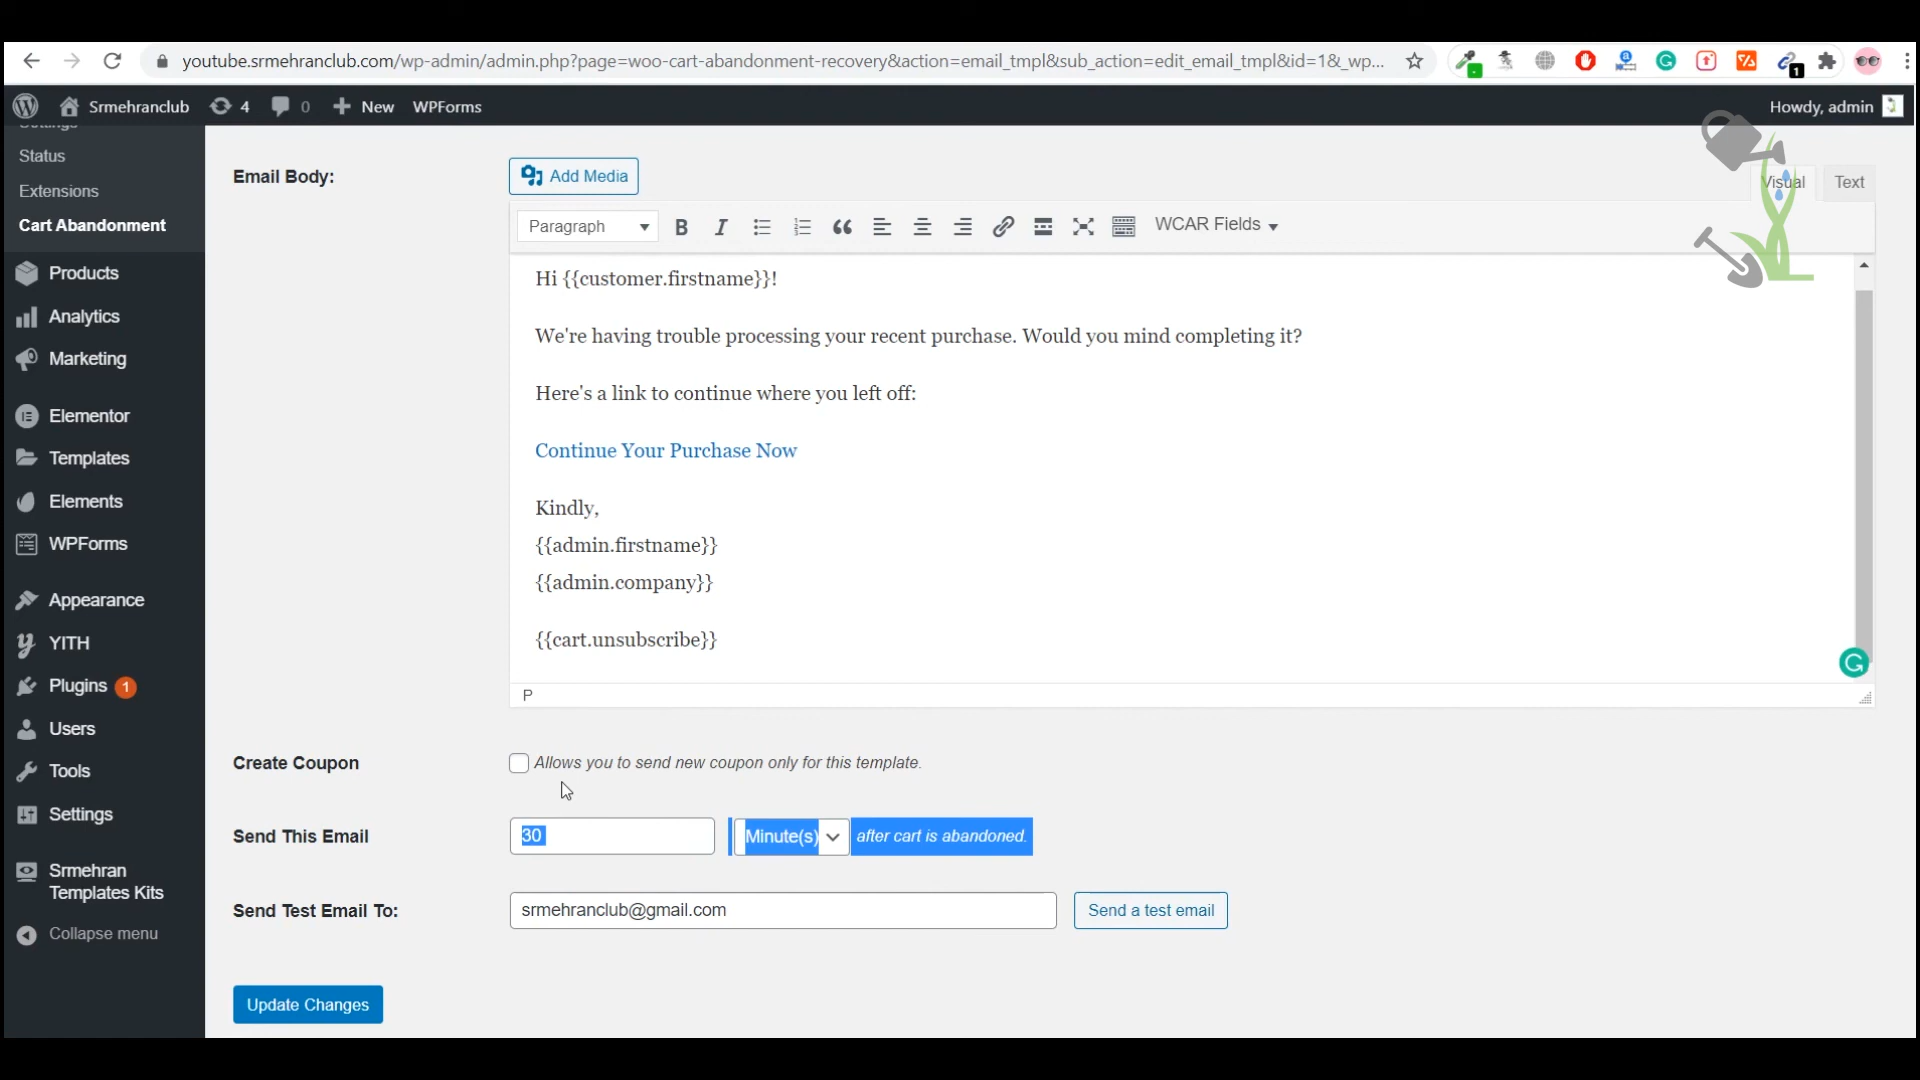 youtube.srmehranclub.com/wp-admin/admin.php?page=woo-cart-abandonment-recovery&action=email_tmpl&sub_action=edit_email_tmpl&id=1&_wp...
1
Srmehranclub 4 0 New WPForms Howdy, admin
Settings
Status
Extensions
Cart Abandonment
Products
Analytics
Marketing
Elementor
Templates
Elements
WPForms
Appearance
YITH
Plugins 1
Users
Tools
Settings
Srmehran
Templates Kits
Collapse menu
Email Body:
Add Media
Visual Text
Paragraph B I WCAR Fields
Hi {{customer.firstname}}!
We're having trouble processing your recent purchase. Would you mind completing it?
Here's a link to continue where you left off:
Continue Your Purchase Now
Kindly,
{{admin.firstname}}
{{admin.company}}
{{cart.unsubscribe}}
P
Create Coupon Allows you to send new coupon only for this template.
Send This Email 30 Minute(s) after cart is abandoned.
Send Test Email To: srmehranclub@gmail.com Send a test email
Update Changes